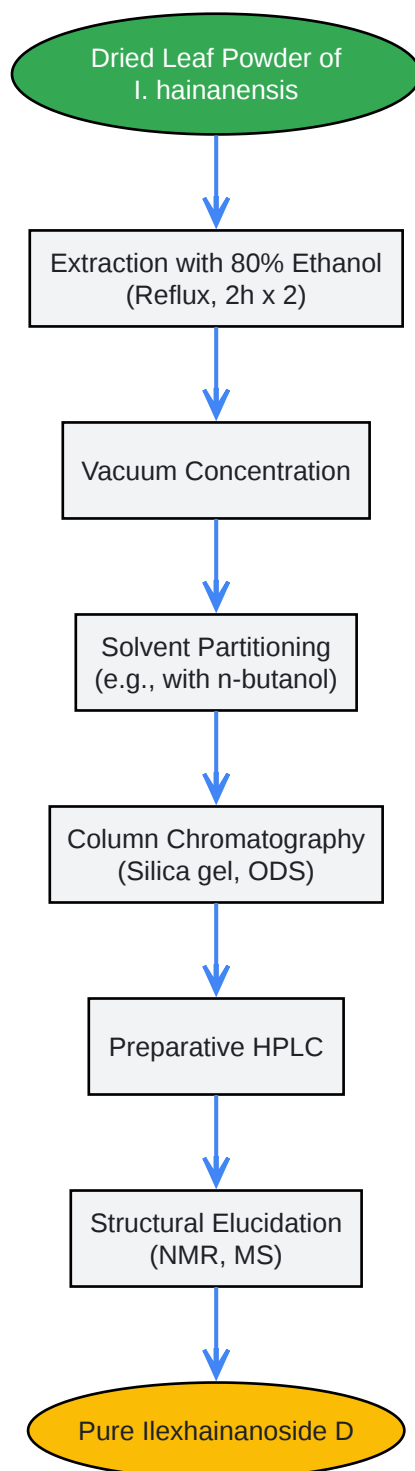 Dried Leaf Powder of
I. hainanensis
Extraction with 80% Ethanol
(Reflux, 2h x 2)
Vacuum Concentration
Solvent Partitioning
(e.g., with n-butanol)
Column Chromatography
(Silica gel, ODS)
Preparative HPLC
Structural Elucidation
(NMR, MS)
Pure Ilexhainanoside D